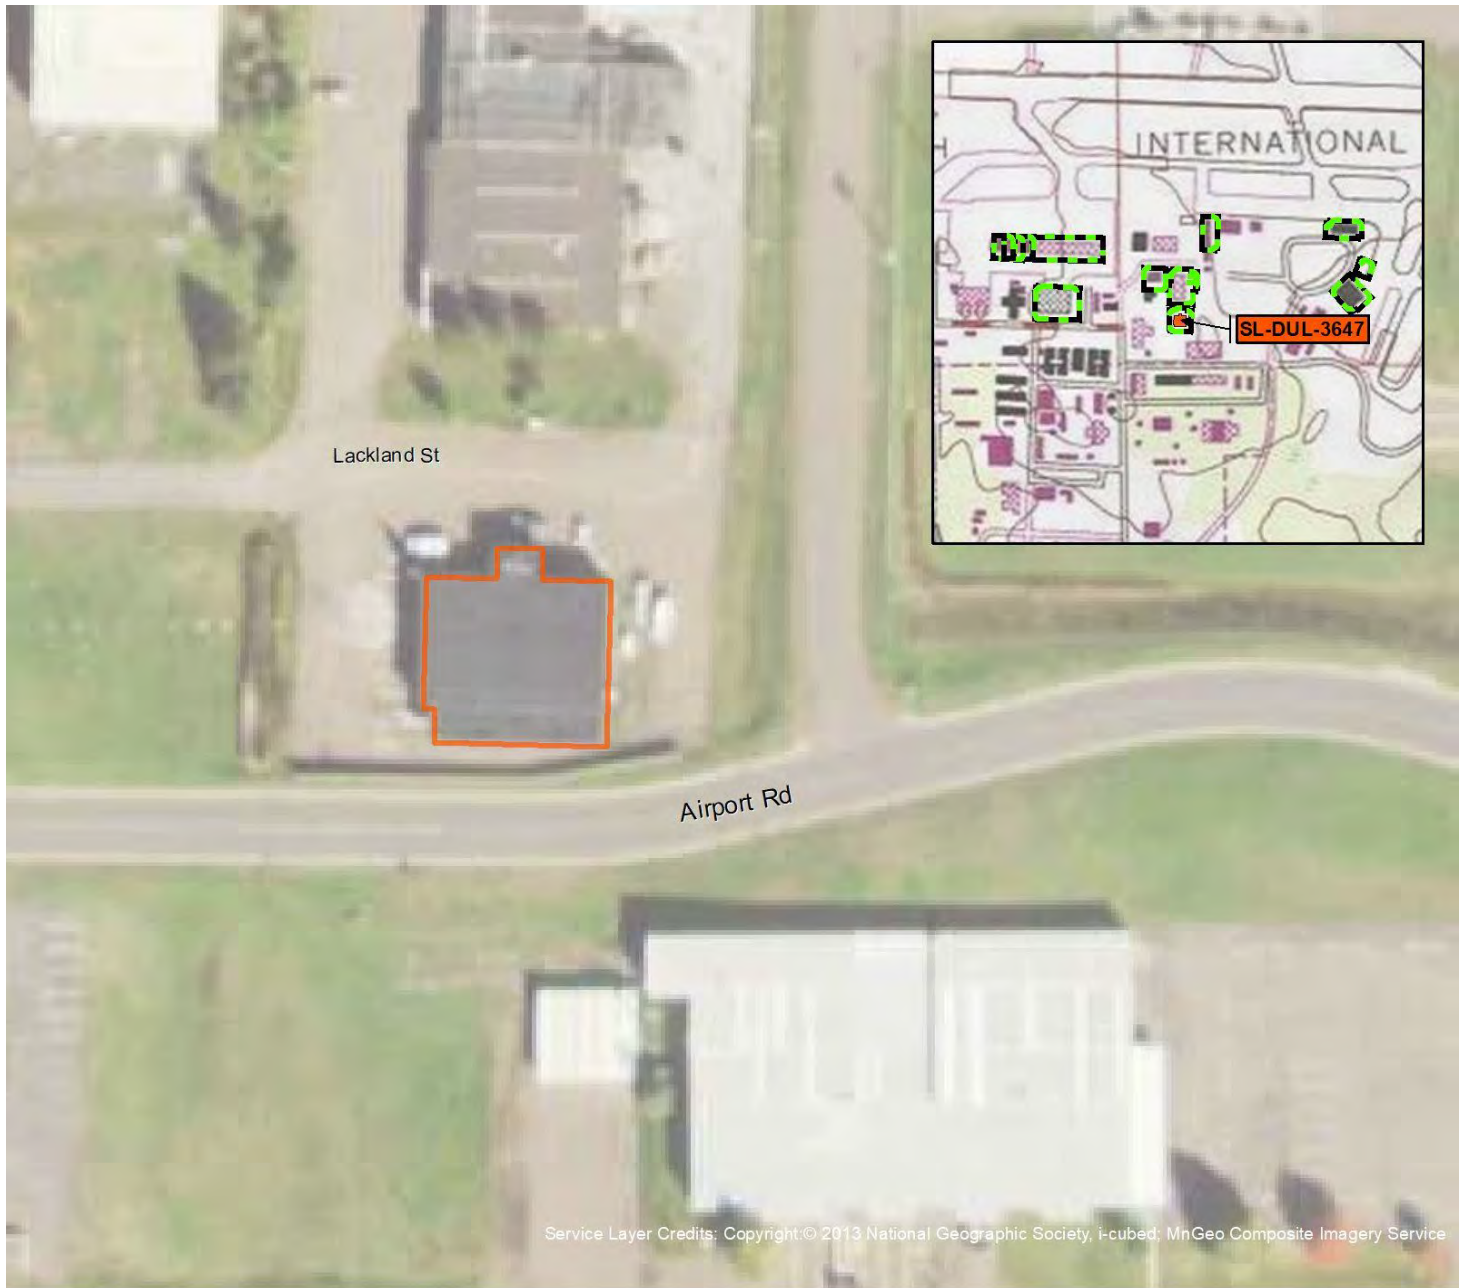 INTERNATIONAL
SL-DUL-3647
Lackland St
Airport Rd
Service Layer Credits: Copyright:© 2013 National Geographic Society, i-cubed; MnGeo Composite Imagery Service